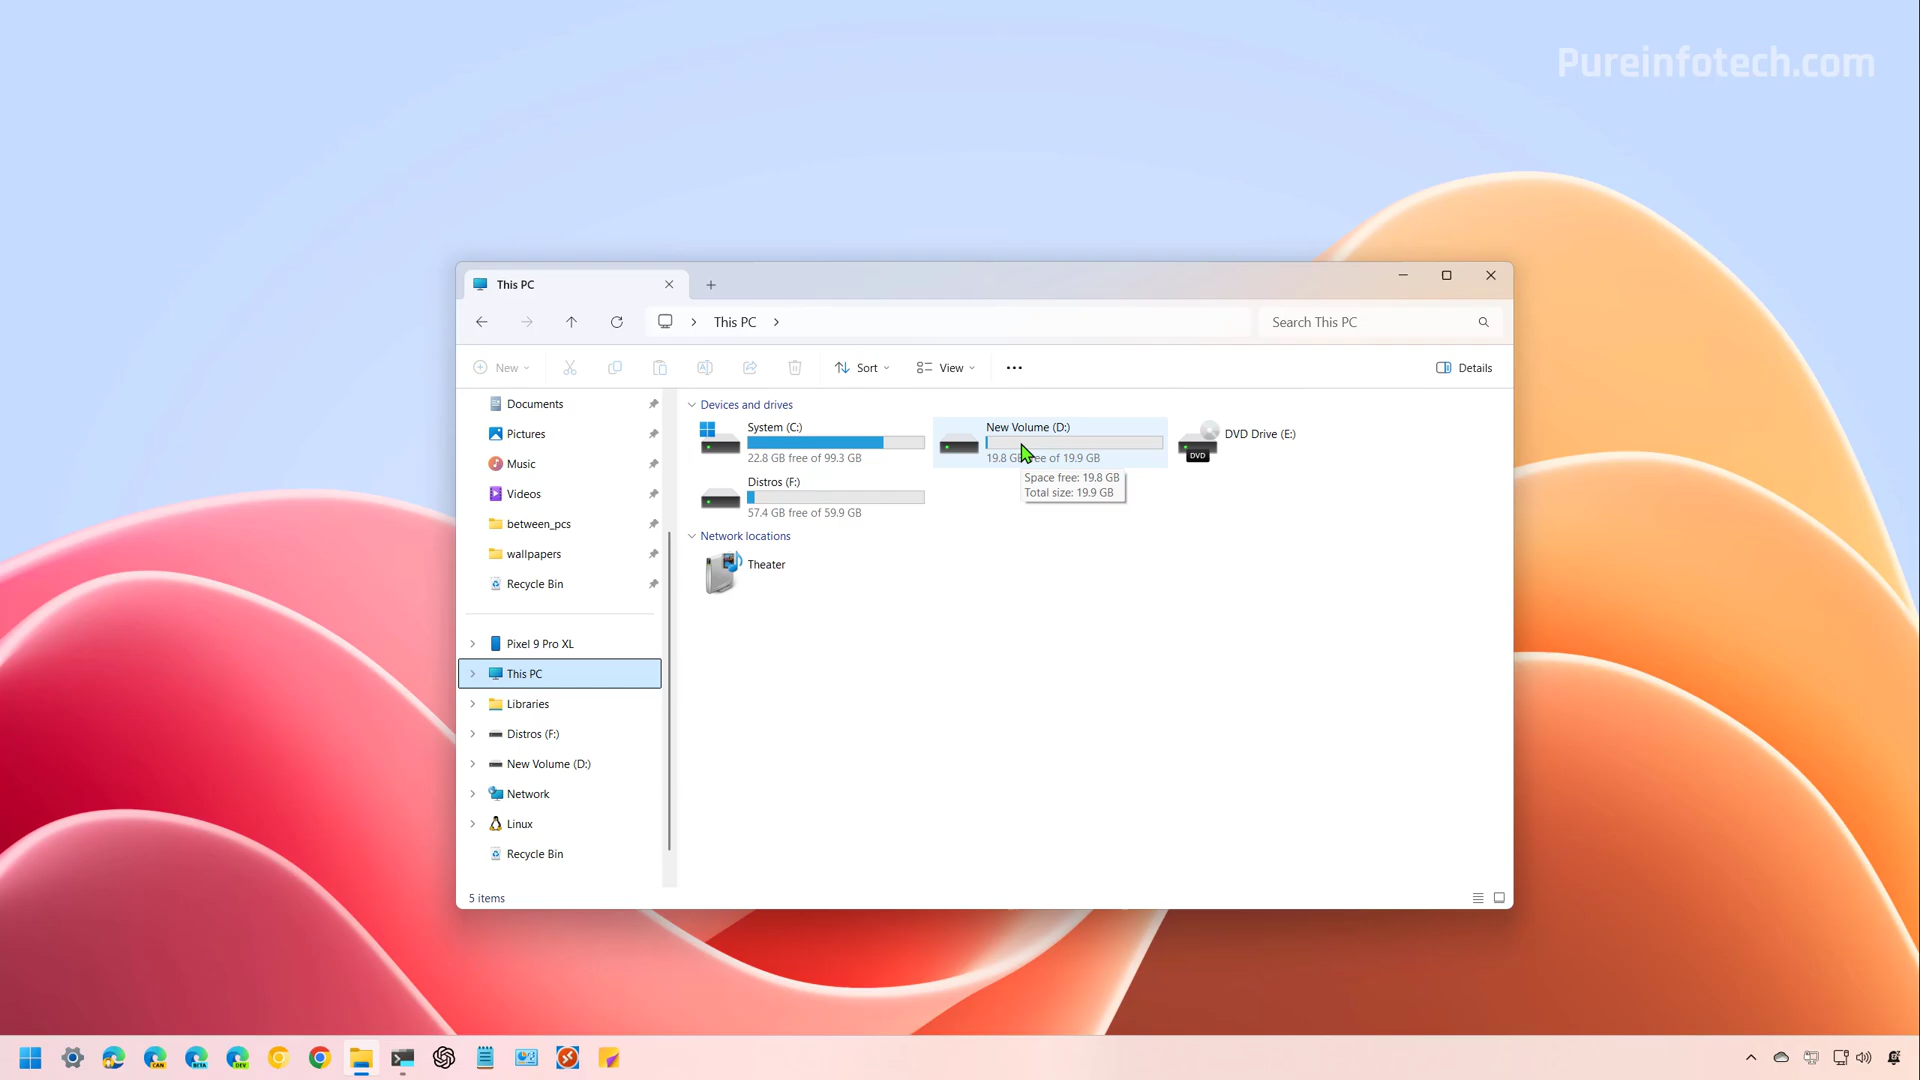 Pureinfotech.com
This PC
This PC
Search This PC
New
Sort
View
Details
Documents
Pictures
Music
Videos
between_pcs
wallpapers
Recycle Bin
Pixel 9 Pro XL
This PC
Libraries
Distros (F:)
New Volume (D:)
Network
Linux
Recycle Bin
Devices and drives
System (C:)
22.8 GB free of 99.3 GB
New Volume (D:)
19.8 GB free of 19.9 GB
Space free: 19.8 GB
Total size: 19.9 GB
DVD Drive (E:)
DVD
Distros (F:)
57.4 GB free of 59.9 GB
Network locations
Theater
5 items
CAN
BETA
DEV